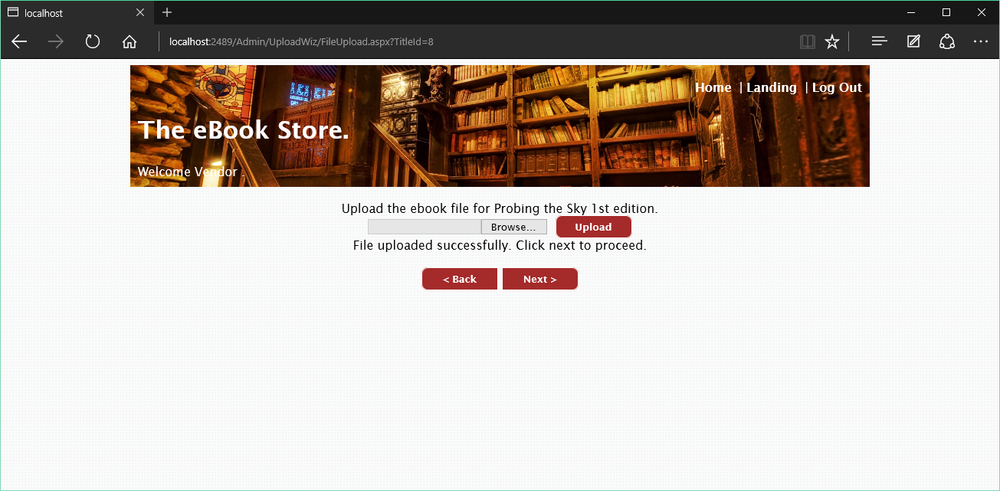 localhost
localhost:2489/Admin/UploadWiz/FileUpload.aspx?TitleId=8
Home | Landing | Log Out
The eBook Store.
Welcome Vendor .
Upload the ebook file for Probing the Sky 1st edition.
Browse... Upload
File uploaded successfully. Click next to proceed.
< Back Next >